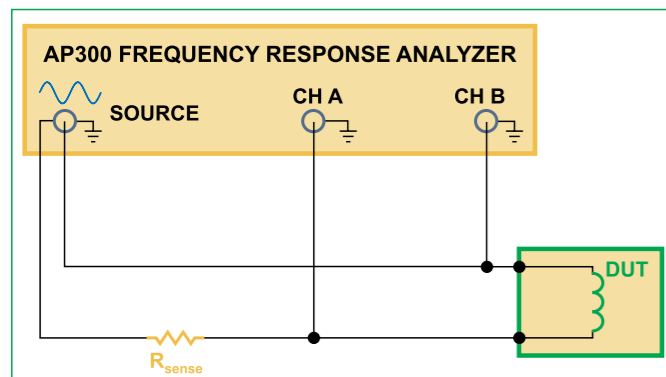 AP300 FREQUENCY RESPONSE ANALYZER
SOURCE
CH A
CH B
DUT
Rsense